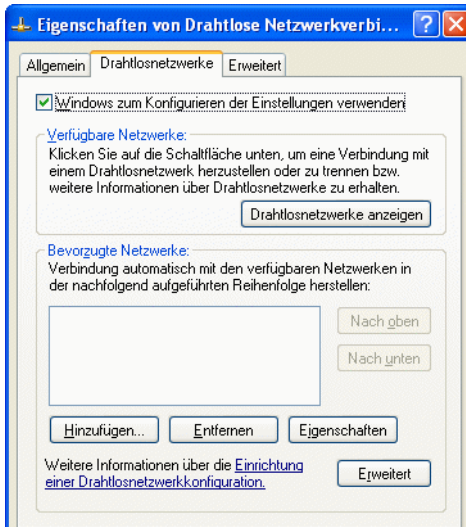 Eigenschaften von Drahtlose Netzwerkverbi...
Allgemein Drahtlosnetzwerke Erweitert
Windows zum Konfigurieren der Einstellungen verwenden
Verfügbare Netzwerke:
Klicken Sie auf die Schaltfläche unten, um eine Verbindung mit
einem Drahtlosnetzwerk herzustellen oder zu trennen bzw.
weitere Informationen über Drahtlosnetzwerke zu erhalten.
Drahtlosnetzwerke anzeigen
Bevorzugte Netzwerke:
Verbindung automatisch mit den verfügbaren Netzwerken in
der nachfolgend aufgeführten Reihenfolge herstellen:
Nach oben
Nach unten
Hinzufügen... Entfernen Eigenschaften
Weitere Informationen über die Einrichtung
einer Drahtlosnetzwerkkonfiguration.
Erweitert